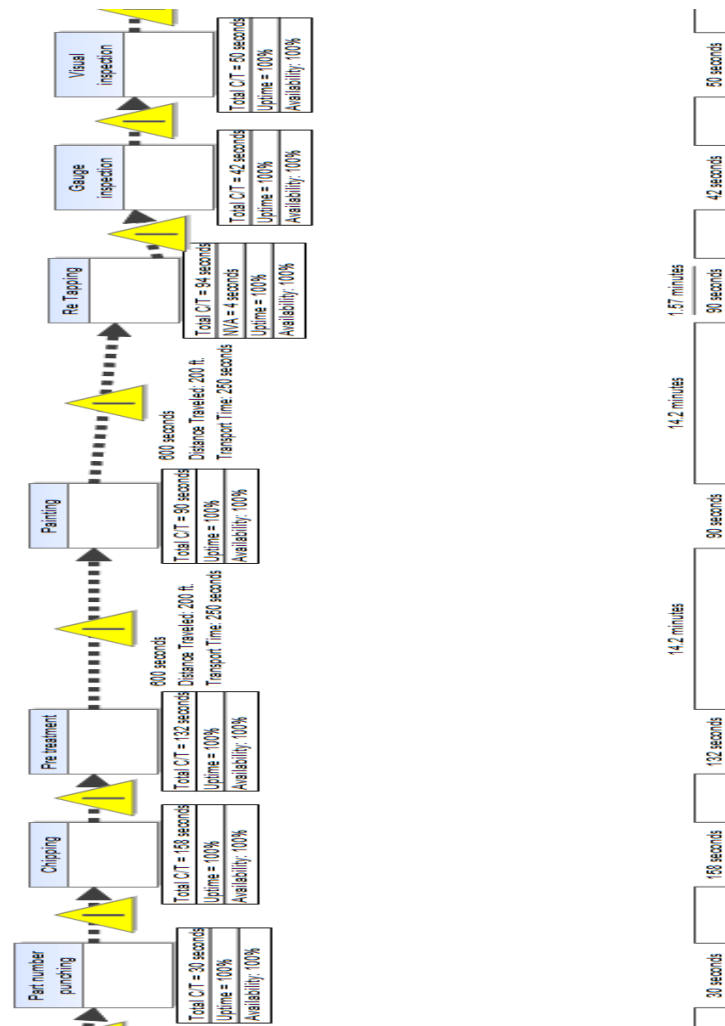 Part number
punching
Total C/T = 30 seconds
Uptime = 100%
Availability: 100%
Chipping
Total C/T = 158 seconds
Uptime = 100%
Availability: 100%
Pre treatment
Total C/T = 132 seconds
Uptime = 100%
Availability: 100%
600 seconds
Distance Traveled: 200 ft.
Transport Time: 250 seconds
Painting
Total C/T = 90 seconds
Uptime = 100%
Availability: 100%
600 seconds
Distance Traveled: 200 ft.
Transport Time: 250 seconds
Re Tapping
Total C/T = 94 seconds
NVA = 4 seconds
Uptime = 100%
Availability: 100%
Gauge
inspection
Total C/T = 42 seconds
Uptime = 100%
Availability: 100%
Visual
inspection
Total C/T = 50 seconds
Uptime = 100%
Availability: 100%
30 seconds
158 seconds
132 seconds
14.2 minutes
90 seconds
14.2 minutes
1.57 minutes
90 seconds
42 seconds
50 seconds